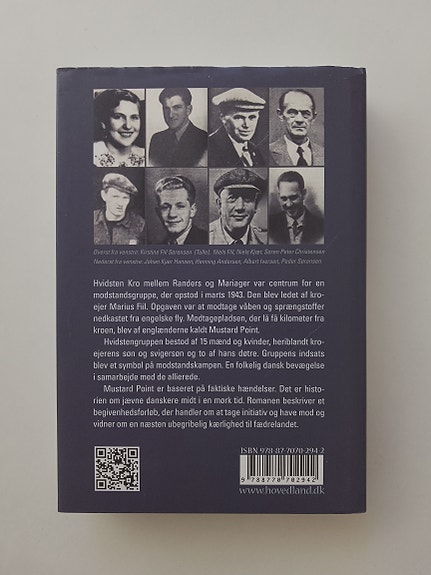 Øverst fra venstre: Kirstine Fiil Sørensen (Tulle), Niels Fiil, Niels Kjær, Søren Peter Christensen
Nederst fra venstre: Johan Kjær Hansen, Henning Andersen, Albert Iversen, Peder Sørensen
Hvidsten Kro mellem Randers og Mariager var centrum for en
modstandsgruppe, der opstod i marts 1943. Den blev ledet af kro-
ejer Marius Fiil. Opgaven var at modtage våben og sprængstoffer
nedkastet fra engelske fly. Modtagepladsen, der lå få kilometer fra
kroen, blev af englænderne kaldt Mustard Point.
Hvidstengruppen bestod af 15 mænd og kvinder, heriblandt kro-
ejerens søn og svigersøn og to af hans døtre. Gruppens indsats
blev et symbol på modstandskampen. En folkelig dansk bevægelse
i samarbejde med de allierede.
Mustard Point er baseret på faktiske hændelser. Det er histo-
rien om jævne danskere midt i en mørk tid. Romanen beskriver et
begivenhedsforløb, der handler om at tage initiativ og have mod og
vidner om en næsten ubegribelig kærlighed til fædrelandet.
ISBN 978-87-7070-294-2
9 788770 702942
www.hovedland.dk